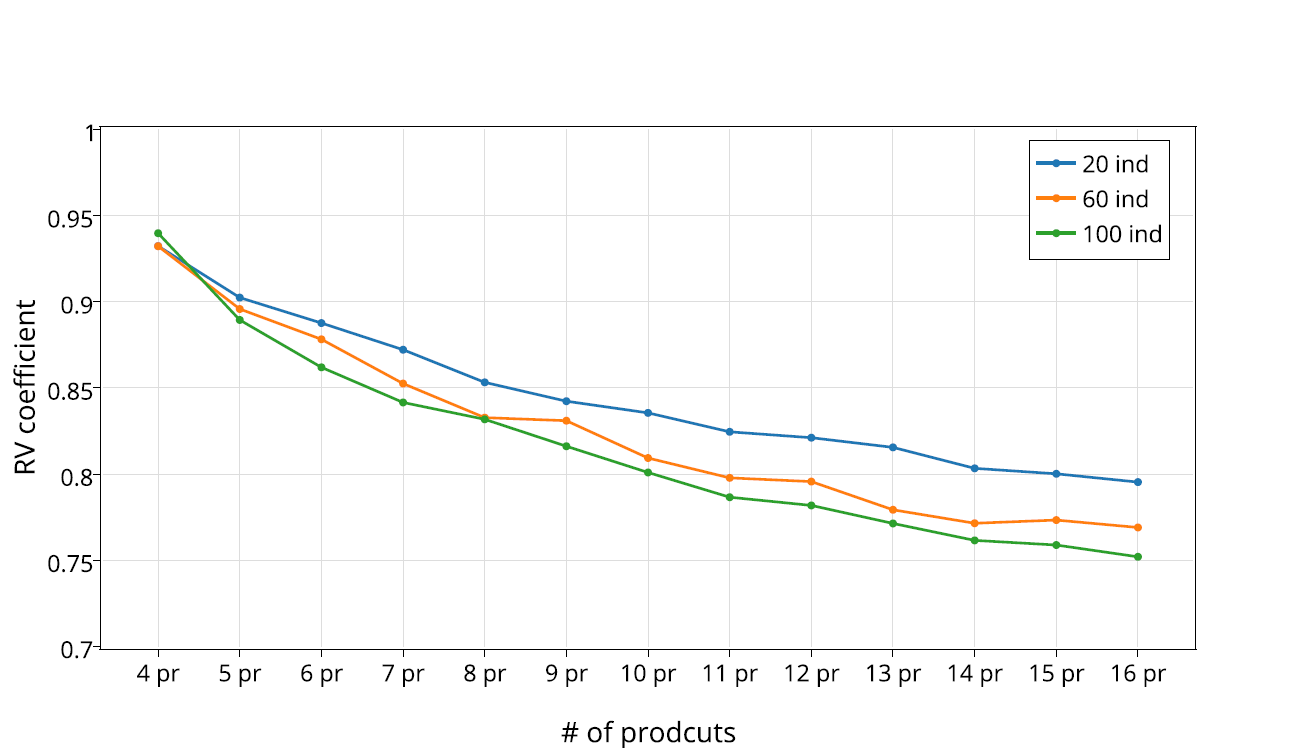 1
0.95
0.9
0.85
0.8
0.75
0.7
RV coefficient
20 ind
60 ind
100 ind
4 pr 5 pr 6 pr 7 pr 8 pr 9 pr 10 pr 11 pr 12 pr 13 pr 14 pr 15 pr 16 pr
# of prodcuts